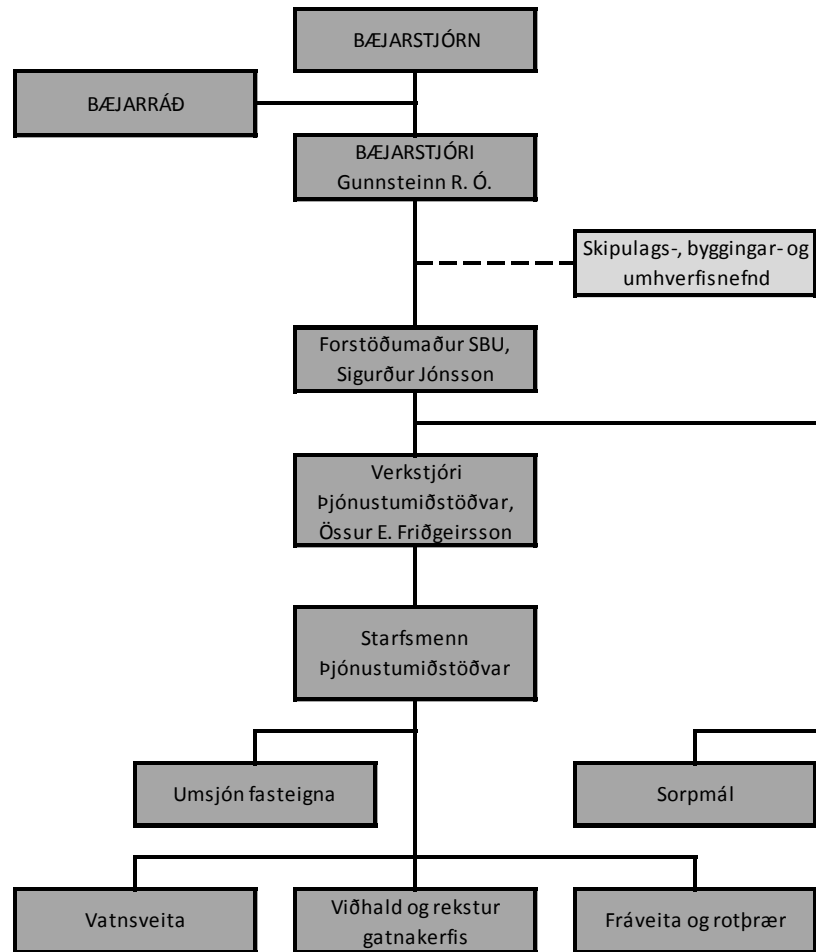 BÆJARSTJÓRN
BÆJARRÁÐ
BÆJARSTJÓRI
Gunnsteinn R. Ó.
Skipulags-, byggingar- og
umhverfisnefnd
Forstöðumaður SBU,
Sigurður Jónsson
Verkstjóri
Þjónustumiðstöðvar,
Össur E. Friðgeirsson
Starfsmenn
Þjónustumiðstöðvar
Umsjón fasteigna
Sorpmál
Vatnsveita
Viðhald og rekstur
gatnakerfis
Fráveita og rotþrær